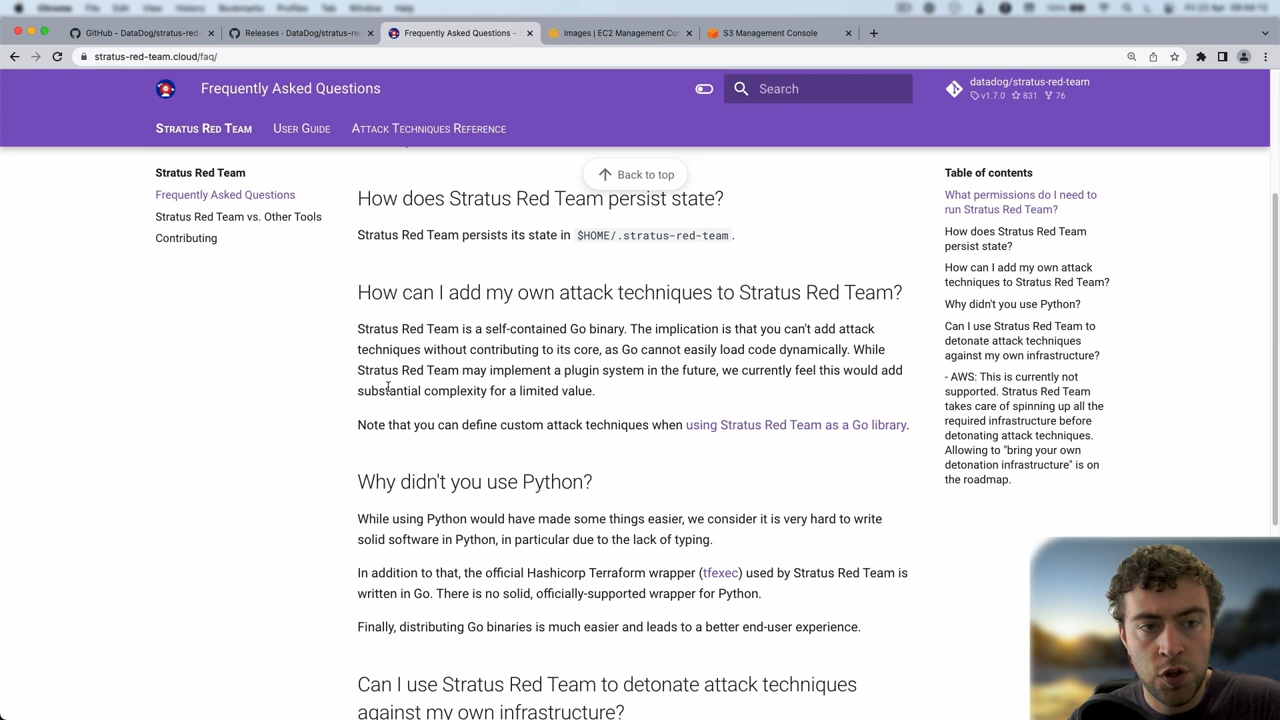 Chrome File Edit View History Bookmarks Profiles Tab Window Help
GitHub - DataDog/stratus-red-
Releases · DataDog/stratus-re
Frequently Asked Questions -
Images | EC2 Management Con
S3 Management Console
stratus-red-team.cloud/faq/
Frequently Asked Questions
Search
datadog/stratus-red-team
v1.7.0 831 76
Stratus Red Team User Guide Attack Techniques Reference
Back to top
Stratus Red Team
Frequently Asked Questions
Stratus Red Team vs. Other Tools
Contributing
How does Stratus Red Team persist state?
Stratus Red Team persists its state in $HOME/.stratus-red-team.
How can I add my own attack techniques to Stratus Red Team?
Stratus Red Team is a self-contained Go binary. The implication is that you can't add attack
techniques without contributing to its core, as Go cannot easily load code dynamically. While
Stratus Red Team may implement a plugin system in the future, we currently feel this would add
substantial complexity for a limited value.
Note that you can define custom attack techniques when using Stratus Red Team as a Go library.
Why didn't you use Python?
While using Python would have made some things easier, we consider it is very hard to write
solid software in Python, in particular due to the lack of typing.
In addition to that, the official Hashicorp Terraform wrapper (tfexec) used by Stratus Red Team is
written in Go. There is no solid, officially-supported wrapper for Python.
Finally, distributing Go binaries is much easier and leads to a better end-user experience.
Can I use Stratus Red Team to detonate attack techniques
against my own infrastructure?
Table of contents
What permissions do I need to
run Stratus Red Team?
How does Stratus Red Team
persist state?
How can I add my own attack
techniques to Stratus Red Team?
Why didn't you use Python?
Can I use Stratus Red Team to
detonate attack techniques
against my own infrastructure?
- AWS: This is currently not
supported. Stratus Red Team
takes care of spinning up all the
required infrastructure before
detonating attack techniques.
Allowing to "bring your own
detonation infrastructure" is on
the roadmap.